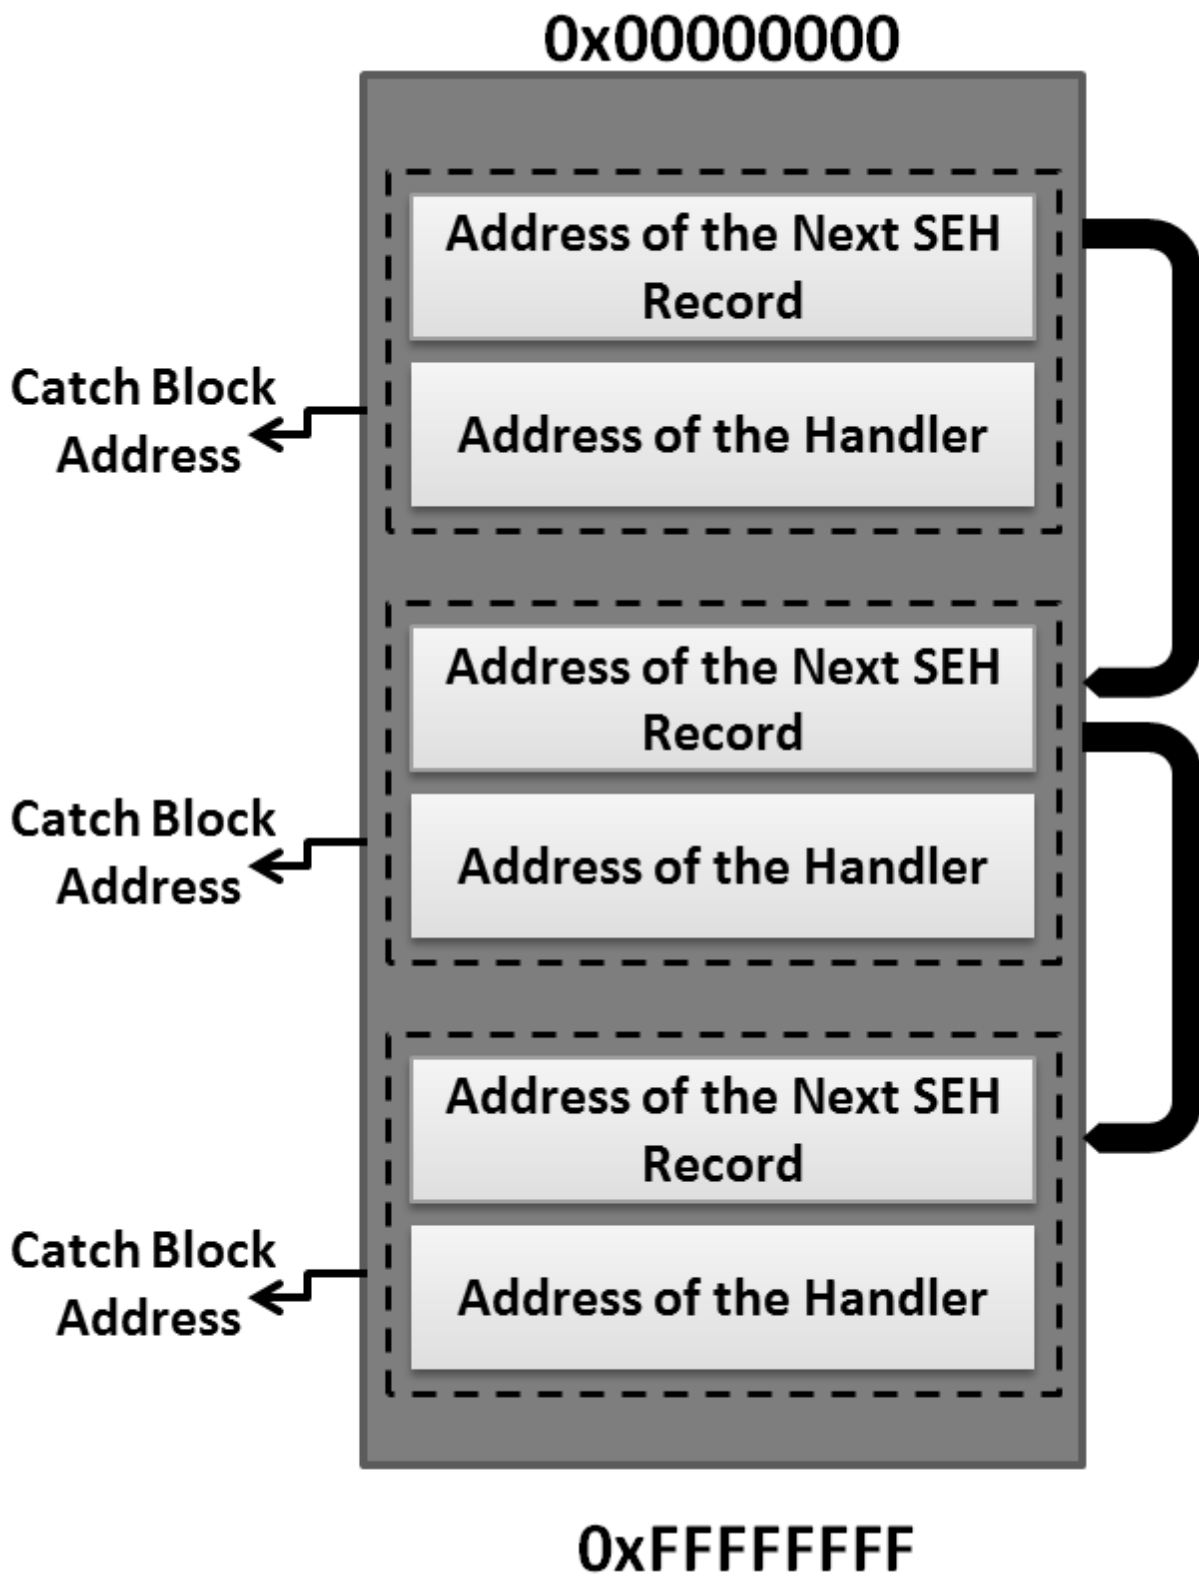 0x00000000
Address of the Next SEH
Record
Catch Block
Address
Address of the Handler
Address of the Next SEH
Record
Catch Block
Address
Address of the Handler
Address of the Next SEH
Record
Catch Block
Address
Address of the Handler
0xFFFFFFFF